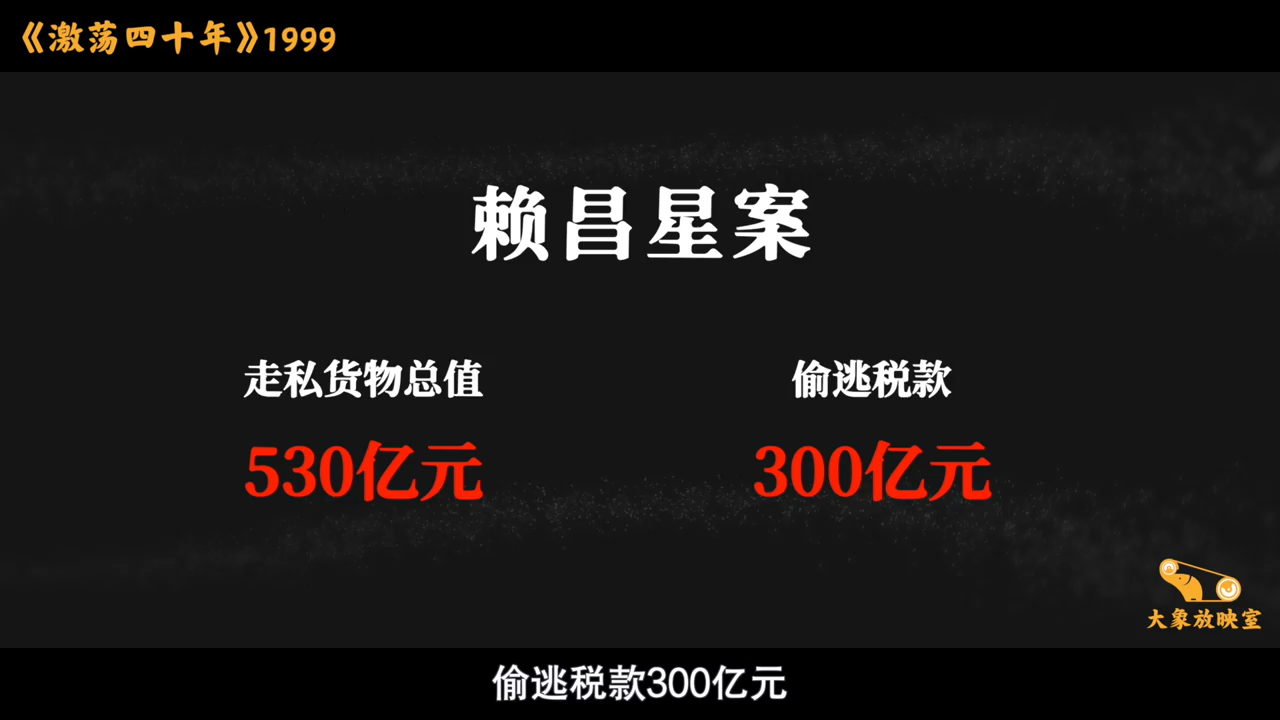 《激荡四十年》1999
赖昌星案
走私货物总值
偷逃税款
530亿元
300亿元
大象放映室
偷逃税款300亿元